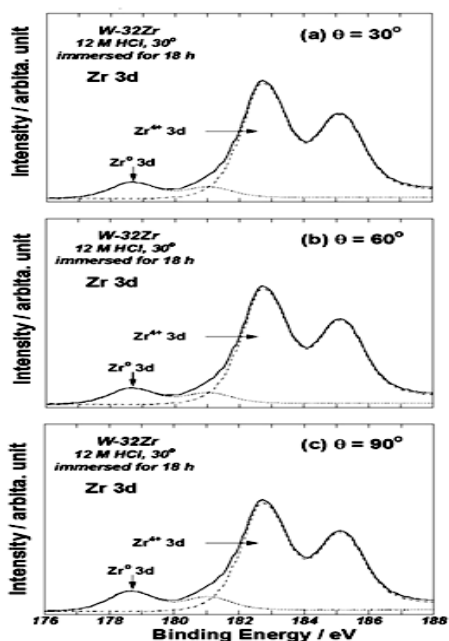 Intensity / arbita. unit
W-32Zr
12 M HCl, 30°
immersed for 18 h
Zr 3d
(a) θ = 30°
Zr⁴⁺ 3d
Zr⁰ 3d
Intensity / arbita. unit
W-32Zr
12 M HCl, 30°
immersed for 18 h
Zr 3d
(b) θ = 60°
Zr⁴⁺ 3d
Zr⁰ 3d
Intensity / arbita. unit
W-32Zr
12 M HCl, 30°
immersed for 18 h
Zr 3d
(c) θ = 90°
Zr⁴⁺ 3d
Zr⁰ 3d
176 178 180 182 184 186 188
Binding Energy / eV